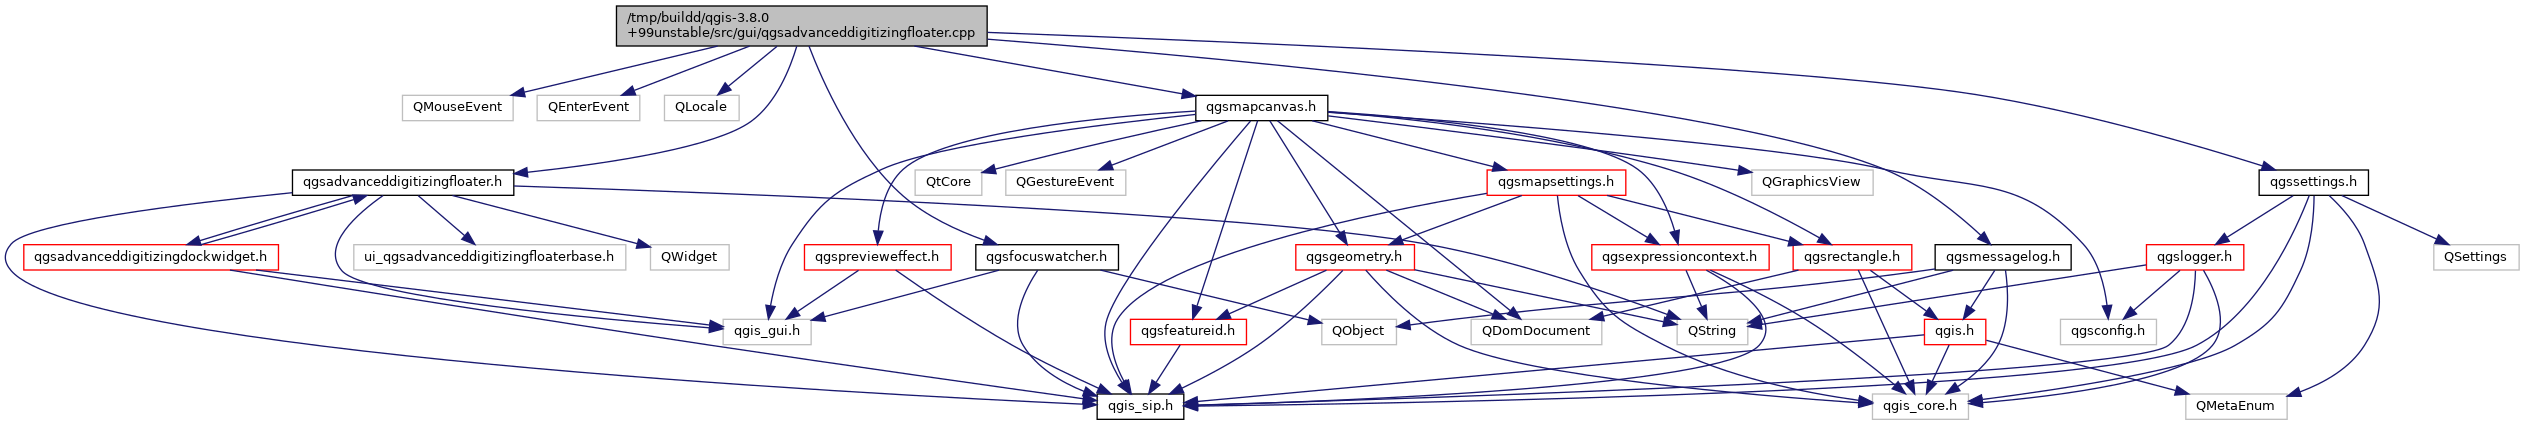 /tmp/buildd/qgis-3.8.0
+99unstable/src/gui/qgsadvanceddigitizingfloater.cpp
QMouseEvent
QEnterEvent
QLocale
qgsmapcanvas.h
qgsadvanceddigitizingfloater.h
QtCore
QGestureEvent
qgsmapsettings.h
QGraphicsView
qgssettings.h
qgsadvanceddigitizingdockwidget.h
ui_qgsadvanceddigitizingfloaterbase.h
QWidget
qgspreviewеffect.h
qgsfocuswatcher.h
qgsgeometry.h
qgsexpressioncontext.h
qgsrectangle.h
qgsmessagelog.h
qgslogger.h
QSettings
qgis_gui.h
qgsfeatureid.h
QObject
QDomDocument
QString
qgis.h
qgsconfig.h
qgis_sip.h
qgis_core.h
QMetaEnum